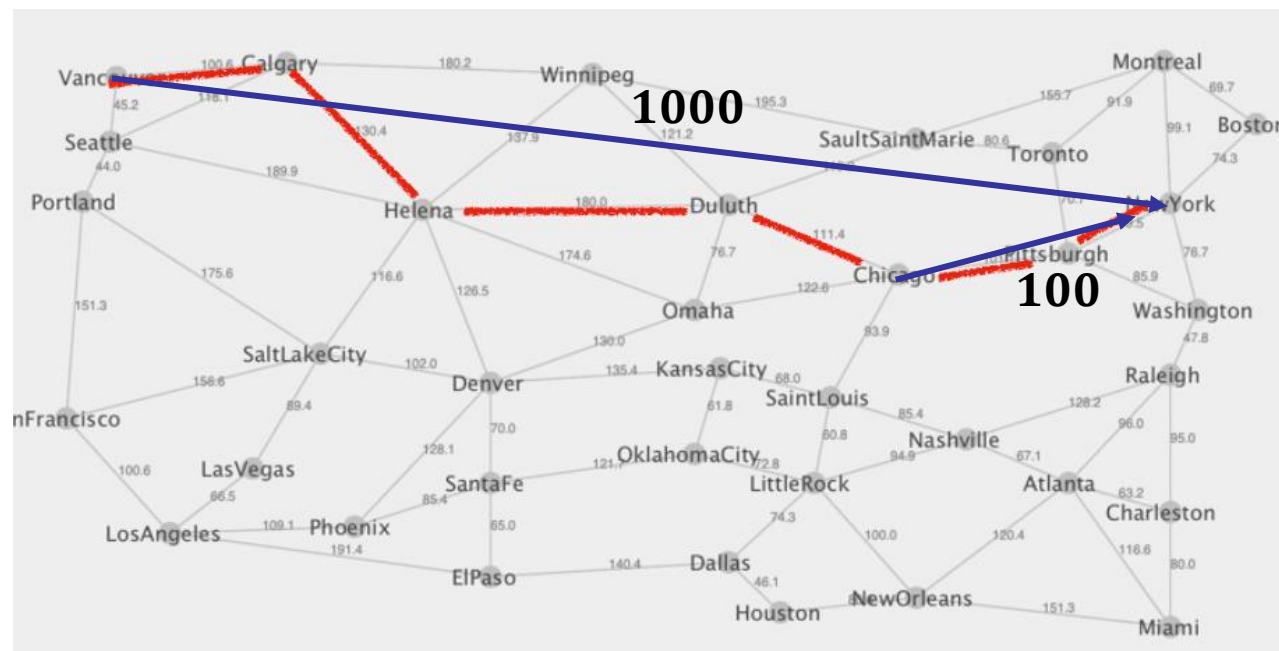 Calgary
100.6
180.2
Winnipeg
Montreal
45.2
118.1
1000
195.3
155.7
91.9
69.7
Boston
Seattle
130.4
137.9
121.2
SaultSaintMarie
80.6
Toronto
99.1
74.3
44.0
189.9
Portland
Helena
180.0
Duluth
111.4
Pittsburgh
76.7
174.6
76.7
Chicago
100
85.9
175.6
116.6
126.5
122.6
151.3
Omaha
93.9
Washington
130.0
47.8
SaltLakeCity
102.0
Denver
135.4
KansasCity
68.0
Raleigh
156.6
SaintLouis
128.2
nFrancisco
89.4
70.0
61.8
85.4
96.0
95.0
128.1
60.8
Nashville
100.6
LasVegas
121.7
OklahomaCity
72.8
94.9
67.1
66.5
SantaFe
LittleRock
Atlanta
63.2
85.4
Charleston
LosAngeles
109.1
Phoenix
65.0
74.3
100.0
120.4
116.6
191.4
ElPaso
140.4
Dallas
80.0
46.1
Houston
NewOrleans
151.3
Miami